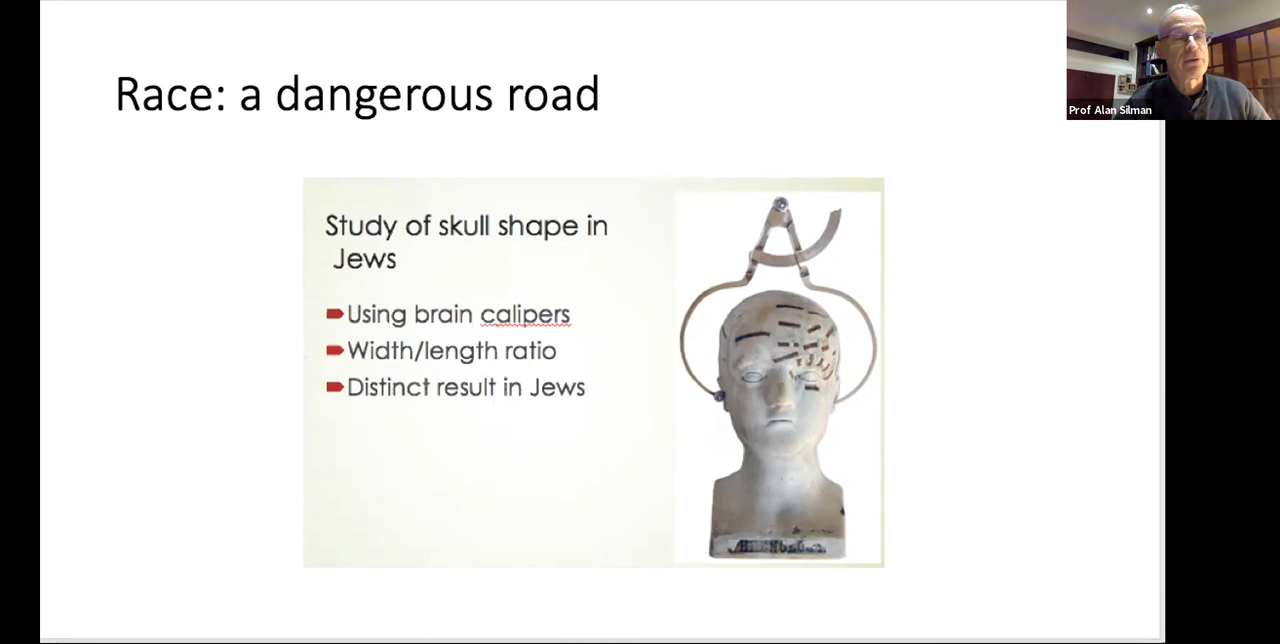 Race: a dangerous road
Prof Alan Silman
Study of skull shape in
Jews
Using brain calipers
Width/length ratio
Distinct result in Jews